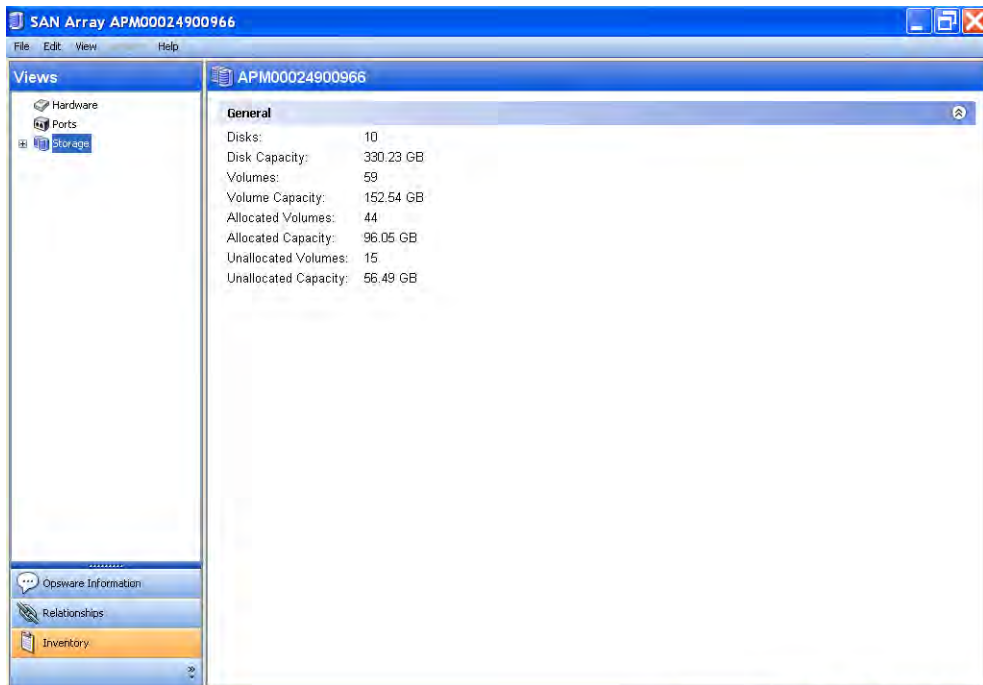 SAN Array APM00024900966
File Edit View Help
Views
APM00024900966
Hardware
Ports
Storage
General
Disks: 10
Disk Capacity: 330.23 GB
Volumes: 59
Volume Capacity: 152.54 GB
Allocated Volumes: 44
Allocated Capacity: 96.05 GB
Unallocated Volumes: 15
Unallocated Capacity: 56.49 GB
Opsware Information
Relationships
Inventory